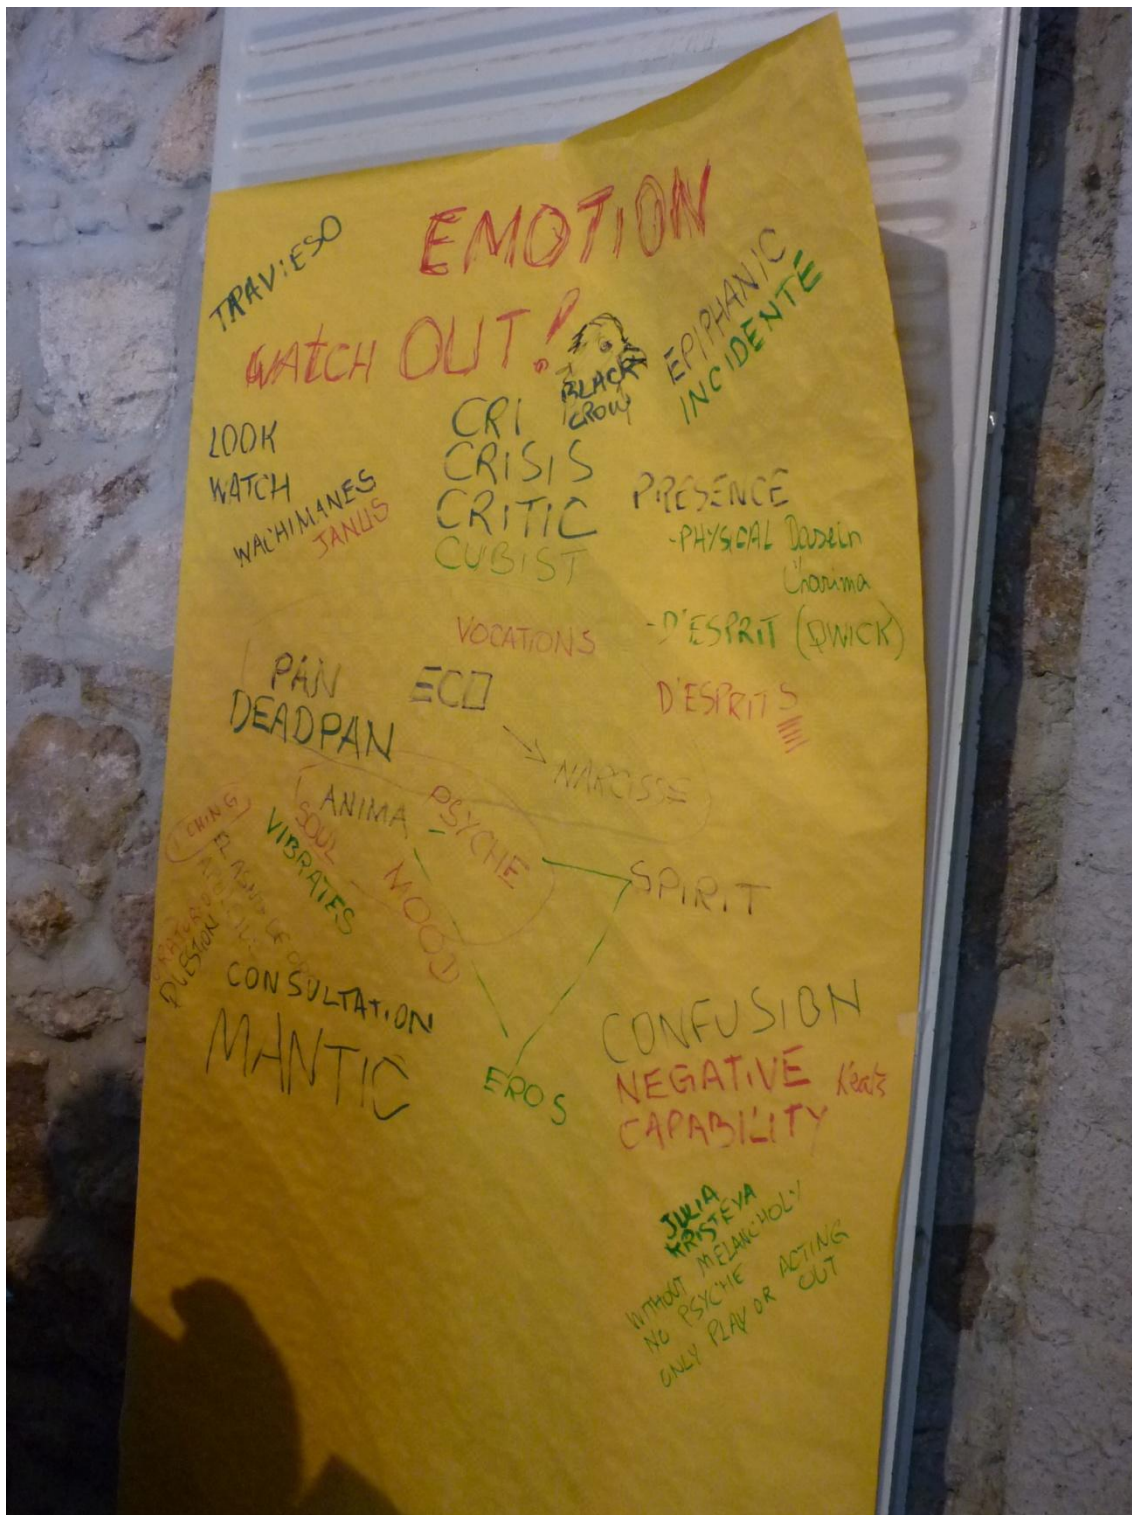 EMOTION
TRAVIESO
WATCH OUT!
BLACK
CROW
EPIPHANIC
INCIDENTE
LOOK
WATCH
WACHIMANES
JANUS
CRI
CRISIS
CRITIC
CUBIST
PRESENCE
-PHYSICAL Dasein
-D'ESPRIT (QWICK)
D'ESPRITS
VOCATIONS
PAN
DEADPAN
ECO
NARCISSE
ANIMA
PSYCHE
SOUL
MOOD
VIBRATES
SPIRIT
I CHING
QUESTION
CONSULTATION
MANTIC
EROS
CONFUSION
NEGATIVE Keats
CAPABILITY
JULIA
KRISTEVA
WITHOUT MELANCHOLY
NO PSYCHE
ONLY PLAY OR ACTING
OUT